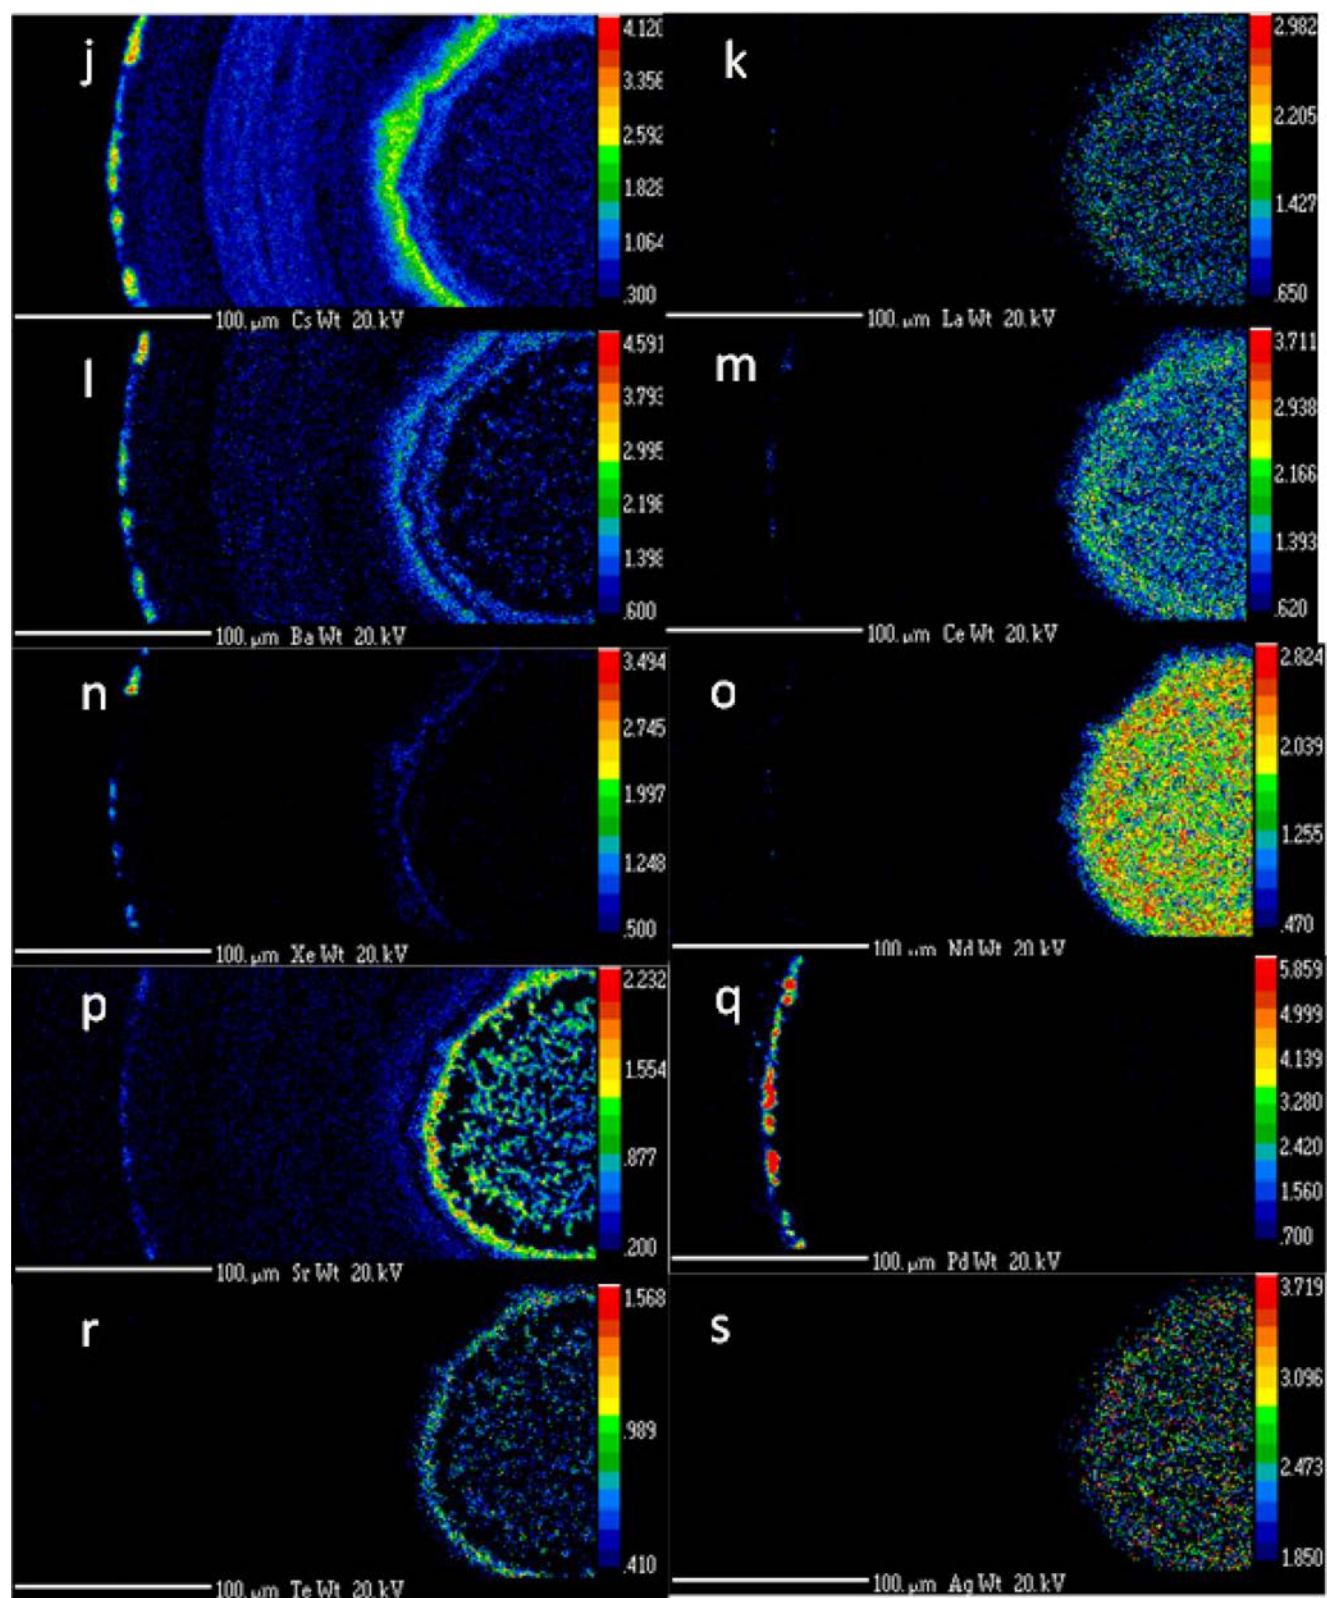 j
4.120
3.356
2.592
1.828
1.064
.300
100. µm Cs Wt 20. kV
k
2.982
2.205
1.427
.650
100. µm La Wt 20. kV
l
4.591
3.793
2.995
2.196
1.398
.600
100. µm Ba Wt 20. kV
m
3.711
2.938
2.166
1.393
.620
100. µm Ce Wt 20. kV
n
3.494
2.745
1.997
1.248
.500
100. µm Xe Wt 20. kV
o
2.824
2.039
1.255
.470
100. µm Nd Wt 20. kV
p
2.232
1.554
.877
.200
100. µm Sr Wt 20. kV
q
5.859
4.999
4.139
3.280
2.420
1.560
.700
100. µm Pd Wt 20. kV
r
1.568
.989
.410
100. µm Te Wt 20. kV
s
3.719
3.096
2.473
1.850
100. µm Ag Wt 20. kV